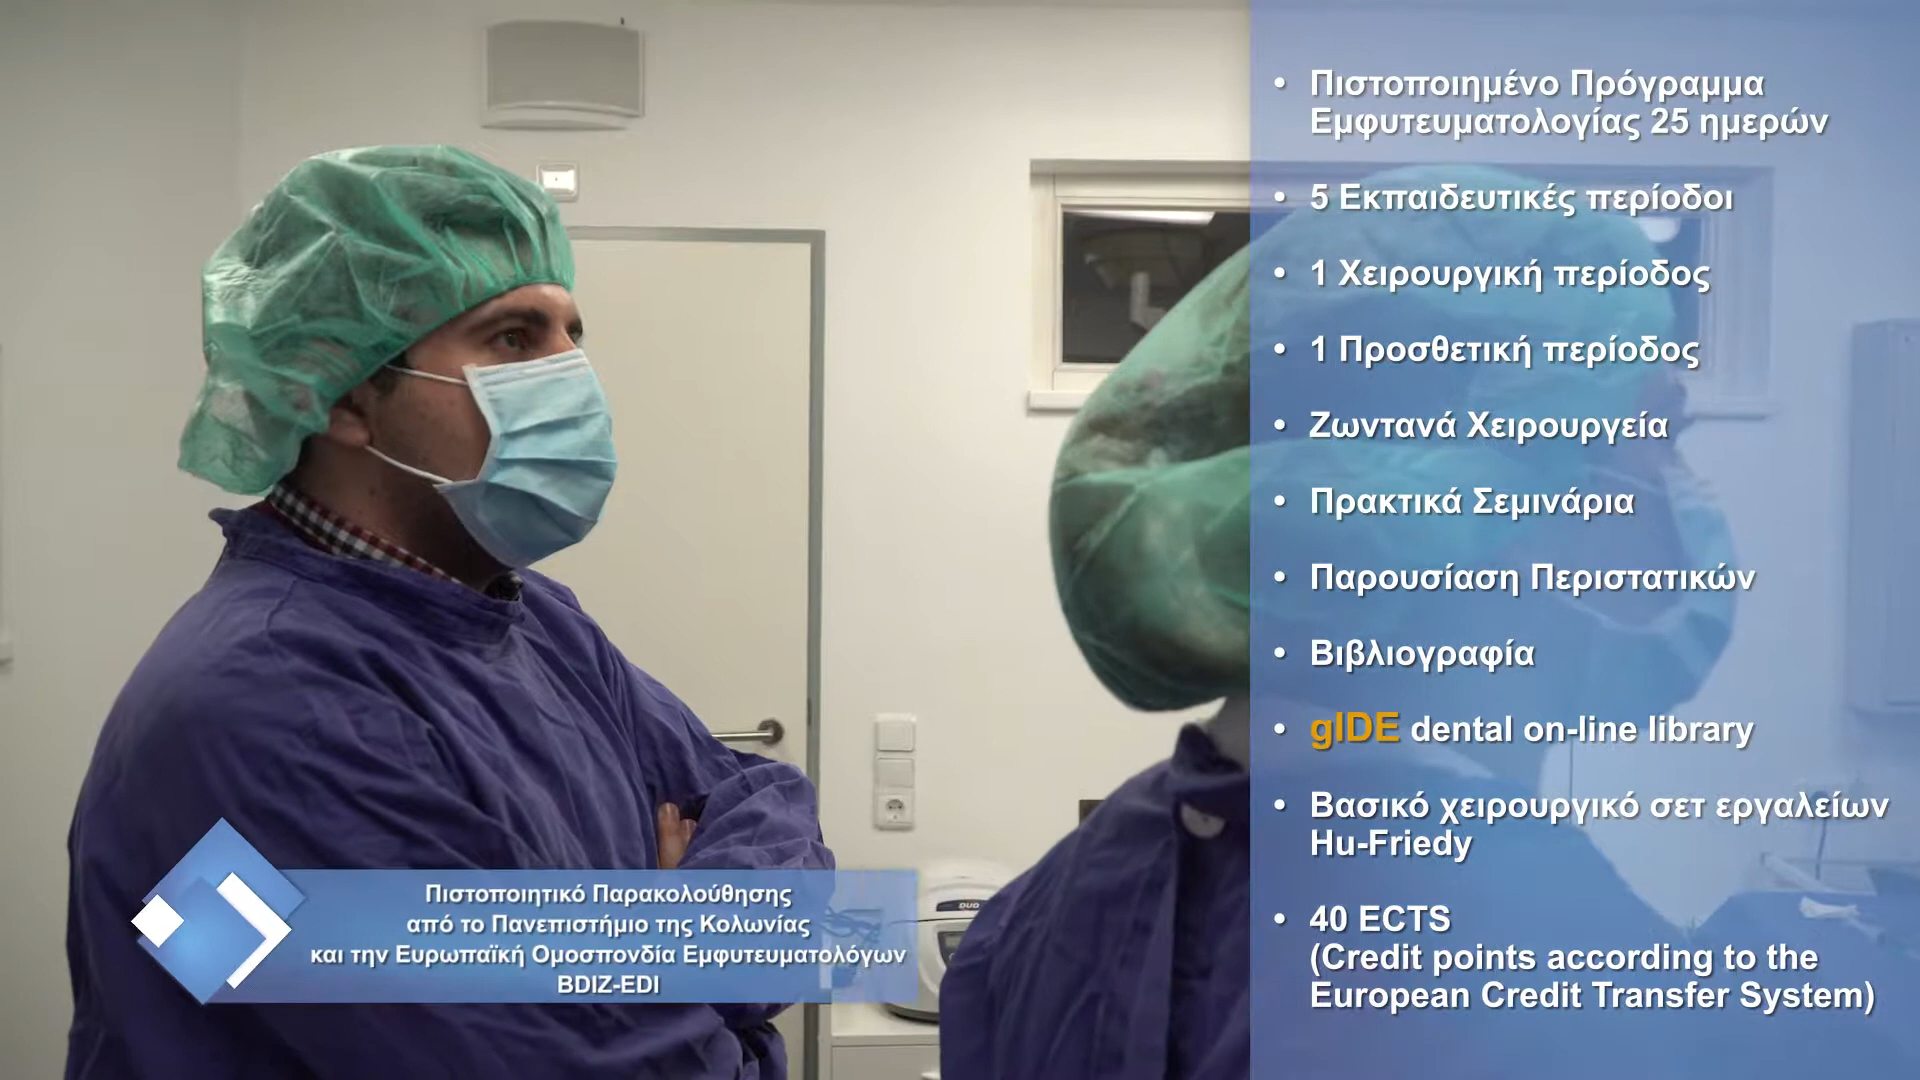 • Πιστοποιημένο Πρόγραμμα
Εμφυτευματολογίας 25 ημερών
• 5 Εκπαιδευτικές περίοδοι
• 1 Χειρουργική περίοδος
• 1 Προσθετική περίοδος
• Ζωντανά Χειρουργεία
• Πρακτικά Σεμινάρια
• Παρουσίαση Περιστατικών
• Βιβλιογραφία
• gIDE dental on-line library
• Βασικό χειρουργικό σετ εργαλείων
Hu-Friedy
• 40 ECTS
(Credit points according to the
European Credit Transfer System)
Πιστοποιητικό Παρακολούθησης
από το Πανεπιστήμιο της Κολωνίας
και την Ευρωπαϊκή Ομοσπονδία Εμφυτευματολόγων
BDIZ-EDI
DUO